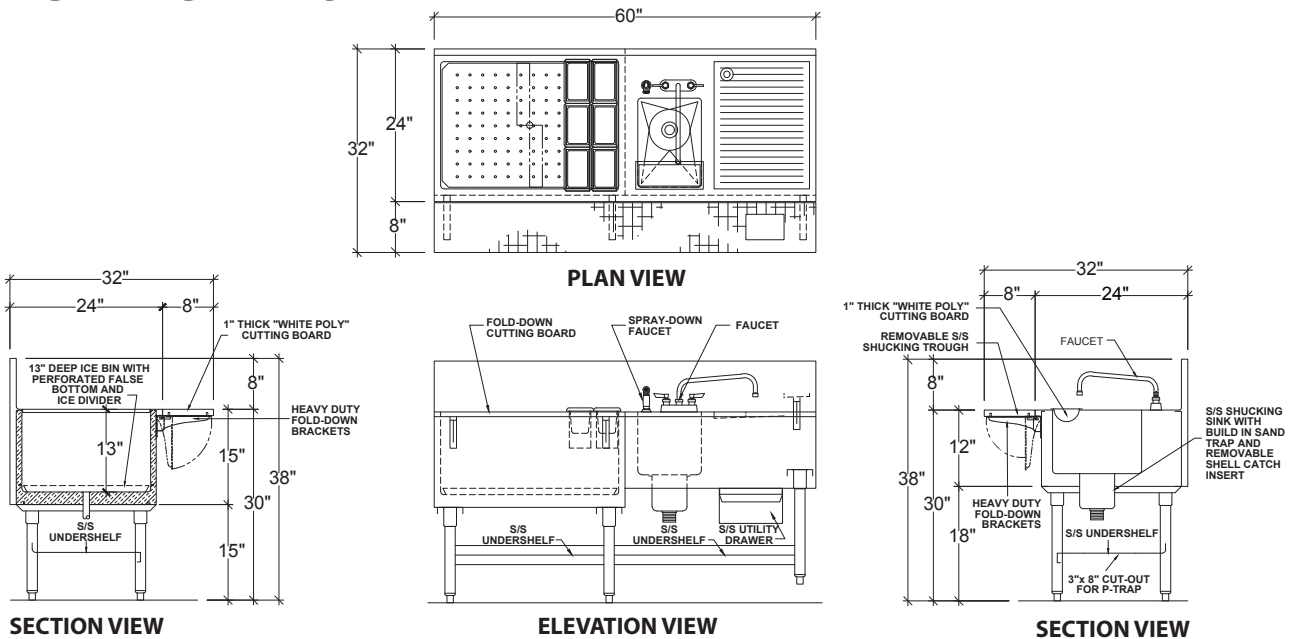 60"
32"
24"
8"
PLAN VIEW
32"
24"
8"
1" THICK "WHITE POLY"
CUTTING BOARD
13" DEEP ICE BIN WITH
PERFORATED FALSE
BOTTOM AND
ICE DIVIDER
HEAVY DUTY
FOLD-DOWN
BRACKETS
13"
8"
15"
15"
30"
38"
S/S
UNDERSHELF
SECTION VIEW
FOLD-DOWN
CUTTING BOARD
SPRAY-DOWN
FAUCET
FAUCET
S/S
UNDERSHELF
S/S
UNDERSHELF
S/S UTILITY
DRAWER
ELEVATION VIEW
32"
8"
24"
1" THICK "WHITE POLY"
CUTTING BOARD
REMOVABLE S/S
SHUCKING TROUGH
FAUCET
8"
12"
38"
30"
18"
S/S SHUCKING
SINK WITH
BUILD IN SAND
TRAP AND
REMOVABLE
SHELL CATCH
INSERT
HEAVY DUTY
FOLD-DOWN
BRACKETS
S/S UNDERSHELF
3"x 8" CUT-OUT
FOR P-TRAP
SECTION VIEW